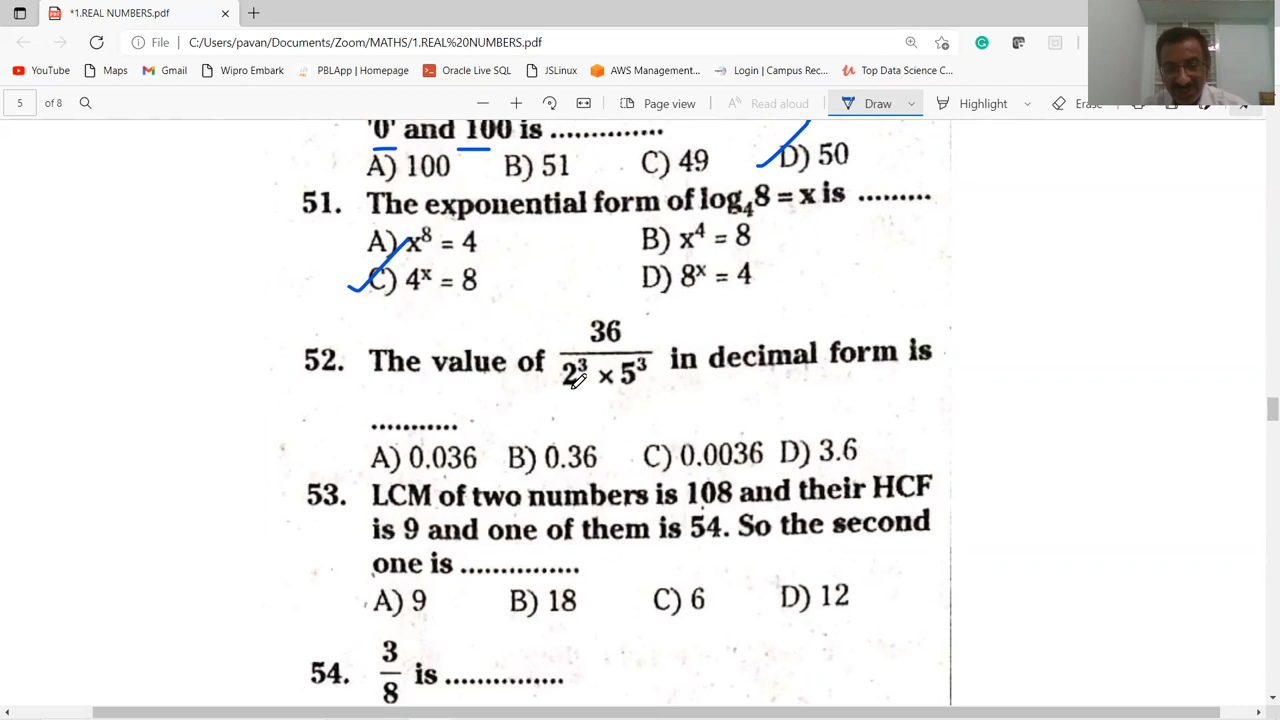 *1.REAL NUMBERS.pdf
File C:/Users/pavan/Documents/Zoom/MATHS/1.REAL%20NUMBERS.pdf
YouTube Maps Gmail Wipro Embark PBLApp | Homepage Oracle Live SQL JSLinux AWS Management... Login | Campus Rec... Top Data Science C...
5 of 8 Page view Read aloud Draw Highlight Erase
'0' and 100 is ..............
A) 100 B) 51 C) 49 D) 50
51. The exponential form of log₄8 = x is .........
A) x⁸ = 4 B) x⁴ = 8
C) 4ˣ = 8 D) 8ˣ = 4
36
52. The value of ――― in decimal form is
2³ × 5³
...........
A) 0.036 B) 0.36 C) 0.0036 D) 3.6
53. LCM of two numbers is 108 and their HCF
is 9 and one of them is 54. So the second
one is ...............
A) 9 B) 18 C) 6 D) 12
3
54. ― is ...............
8